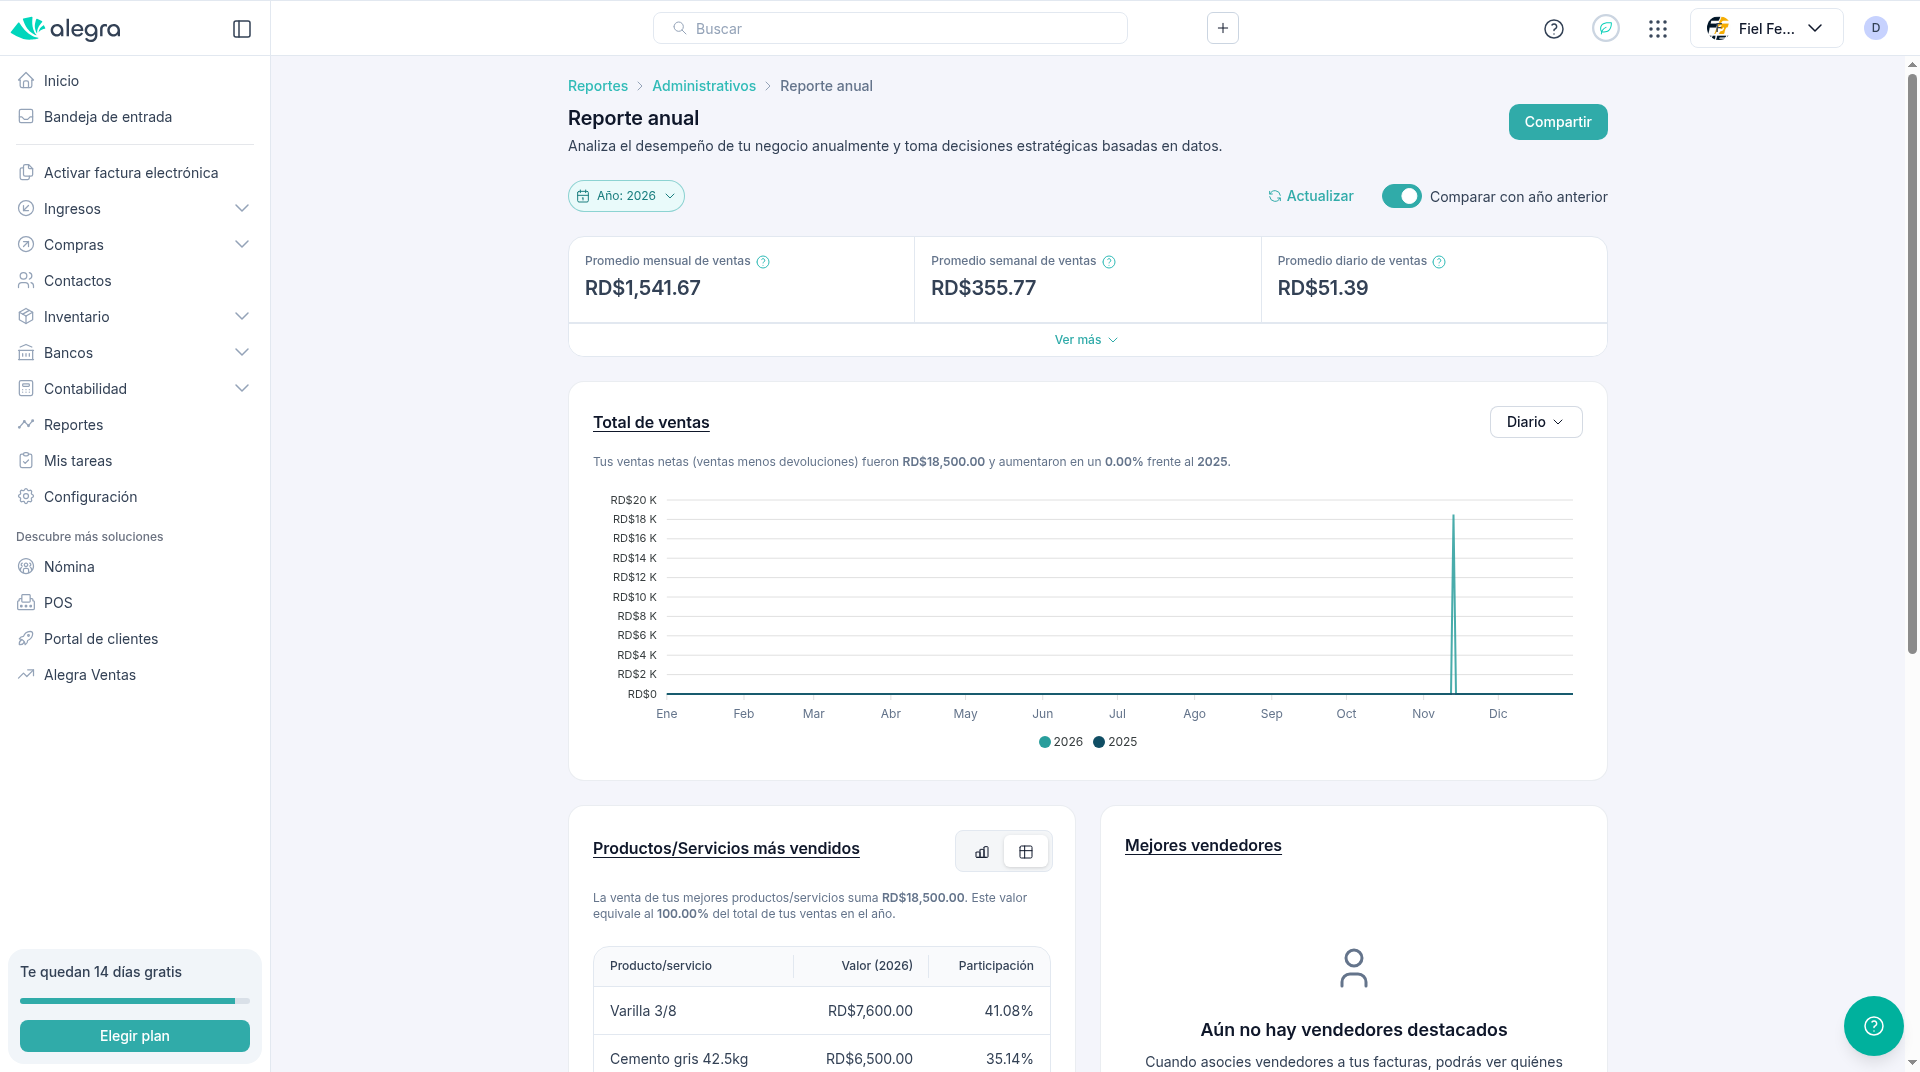 alegra
Buscar
Fiel Fe...
D
Inicio
Bandeja de entrada
Activar factura electrónica
Ingresos
Compras
Contactos
Inventario
Bancos
Contabilidad
Reportes
Mis tareas
Configuración
Descubre más soluciones
Nómina
POS
Portal de clientes
Alegra Ventas
Te quedan 14 días gratis
Elegir plan
Reportes > Administrativos > Reporte anual
Reporte anual
Compartir
Analiza el desempeño de tu negocio anualmente y toma decisiones estratégicas basadas en datos.
Año: 2026
Actualizar
Comparar con año anterior
Promedio mensual de ventas
RD$1,541.67
Promedio semanal de ventas
RD$355.77
Promedio diario de ventas
RD$51.39
Ver más
Total de ventas
Diario
Tus ventas netas (ventas menos devoluciones) fueron RD$18,500.00 y aumentaron en un 0.00% frente al 2025.
RD$20 K
RD$18 K
RD$16 K
RD$14 K
RD$12 K
RD$10 K
RD$8 K
RD$6 K
RD$4 K
RD$2 K
RD$0
Ene Feb Mar Abr May Jun Jul Ago Sep Oct Nov Dic
2026 2025
Productos/Servicios más vendidos
La venta de tus mejores productos/servicios suma RD$18,500.00. Este valor
equivale al 100.00% del total de tus ventas en el año.
Producto/servicio Valor (2026) Participación
Varilla 3/8 RD$7,600.00 41.08%
Cemento gris 42.5kg RD$6,500.00 35.14%
Mejores vendedores
Aún no hay vendedores destacados
Cuando asocies vendedores a tus facturas, podrás ver quiénes